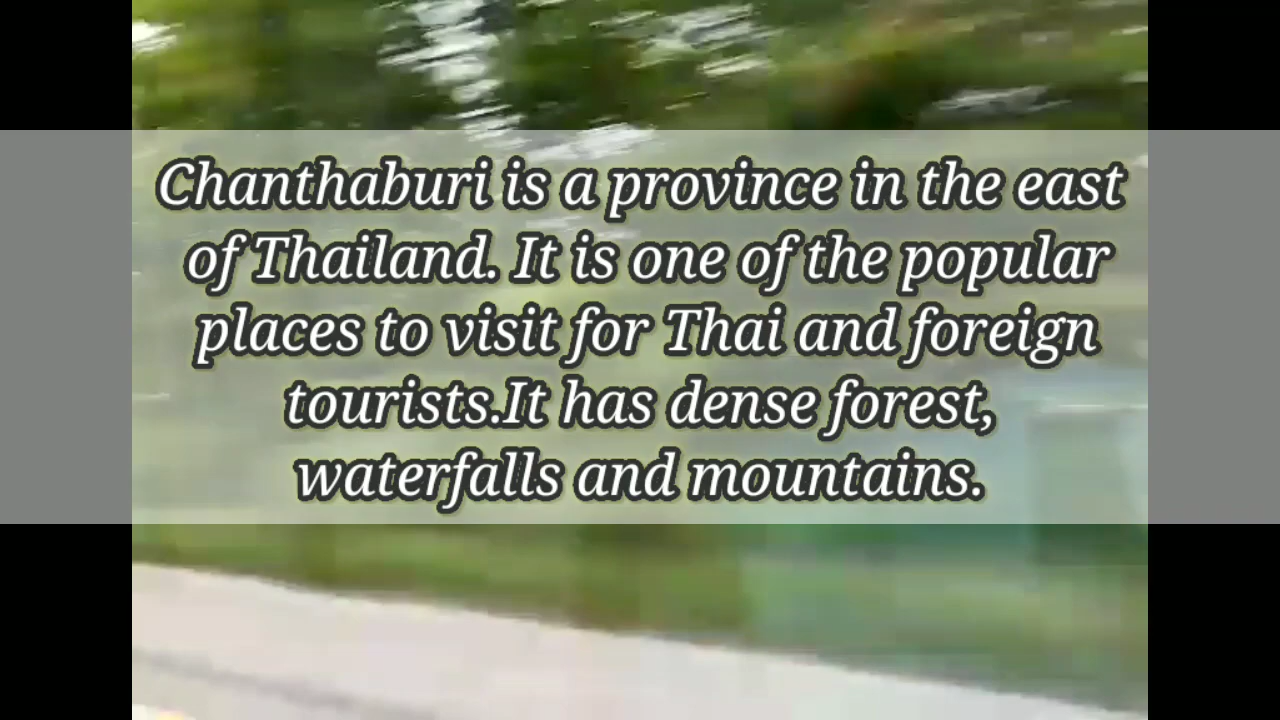 Chanthaburi is a province in the east
of Thailand. It is one of the popular
places to visit for Thai and foreign
tourists.It has dense forest,
waterfalls and mountains.